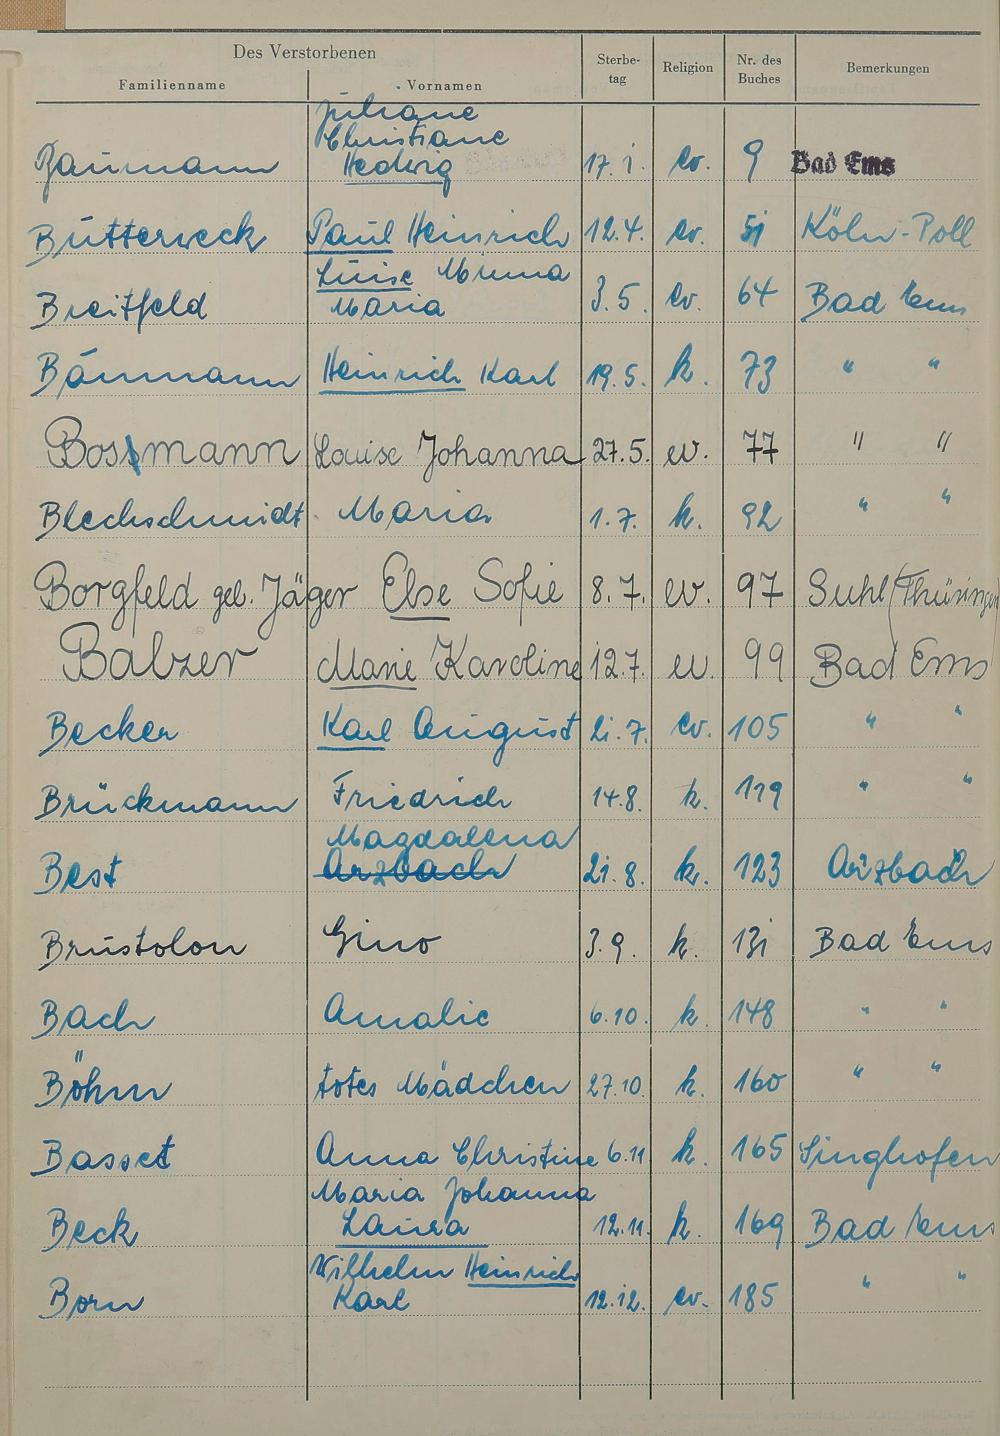 Des Verstorbenen
Familienname Vornamen Sterbe-tag Religion Nr. des Buches Bemerkungen
Juliane
Christiane
Baumann Hedwig 17.1. ev. 9 Bad Ems
Butterweck Paul Heinrich 12.4. ev. 51 Köln-Poll
Luise Minna
Breitfeld Maria 3.5. ev. 64 Bad Ems
Baumann Heinrich Karl 19.5. k. 73 " "
Bossmann Louise Johanna 27.5. ev. 77 " "
Blechschmidt Maria 1.7. k. 92 " "
Borgfeld geb. Jäger Else Sofie 8.7. ev. 97 Suhl/Thüringen
Balzer Marie Karoline 12.7. ev. 99 Bad Ems
Becker Karl August 21.7. ev. 105 " "
Brückmann Friedrich 14.8. k. 119 " "
Magdalena
Best Arzbach 21.8. k. 123 Arzbach
Brustolon Gino 3.9. k. 131 Bad Ems
Bach Amalie 6.10. k. 148 " "
Böhm totes Mädchen 27.10. k. 160 " "
Basset Anna Christine 6.11 k. 165 Singhofen
Maria Johanna
Beck Laura 12.11. k. 169 Bad Ems
Wilhelm Heinrich
Born Karl 12.12. ev. 185 " "